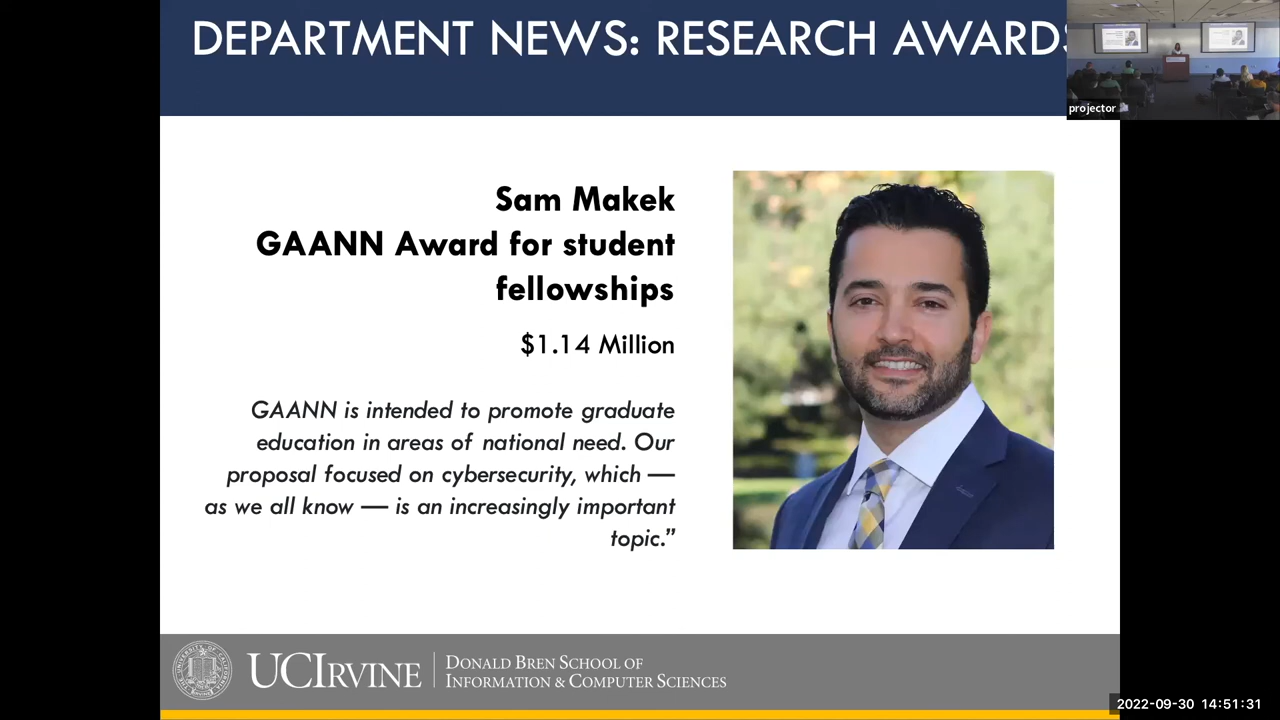 DEPARTMENT NEWS: RESEARCH AWARDS
projector
Sam Makek
GAANN Award for student
fellowships
$1.14 Million
GAANN is intended to promote graduate
education in areas of national need. Our
proposal focused on cybersecurity, which —
as we all know — is an increasingly important
topic.”
UCIRVINE
DONALD BREN SCHOOL OF
INFORMATION & COMPUTER SCIENCES
2022-09-30 14:51:31